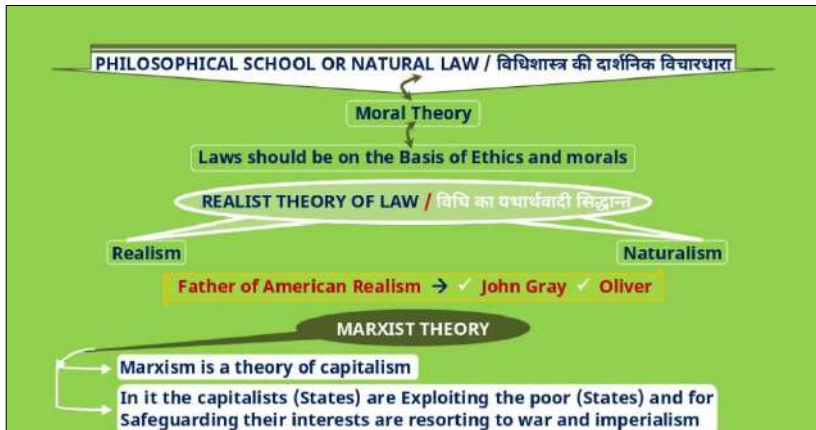 PHILOSOPHICAL SCHOOL OR NATURAL LAW / विधिशास्त्र की दार्शनिक विचारधारा
Moral Theory
Laws should be on the Basis of Ethics and morals
REALIST THEORY OF LAW / विधि का यथार्थवादी सिद्धान्त
Realism
Naturalism
Father of American Realism → ✓ John Gray ✓ Oliver
MARXIST THEORY
Marxism is a theory of capitalism
In it the capitalists (States) are Exploiting the poor (States) and for
Safeguarding their interests are resorting to war and imperialism